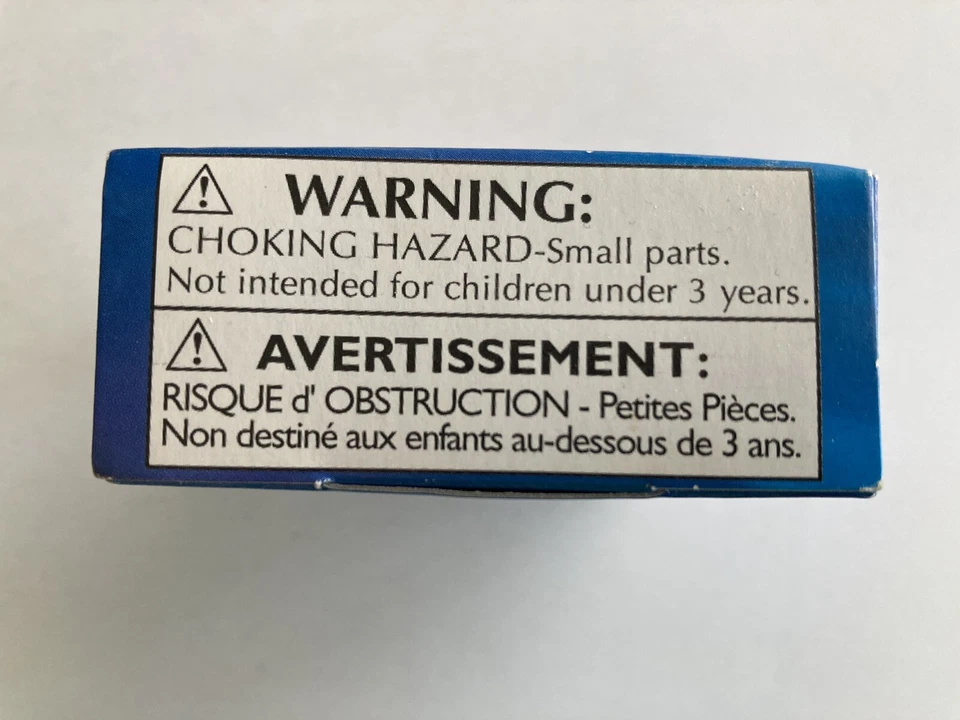 WARNING:
CHOKING HAZARD-Small parts.
Not intended for children under 3 years.
AVERTISSEMENT:
RISQUE d' OBSTRUCTION - Petites Pièces.
Non destiné aux enfants au-dessous de 3 ans.